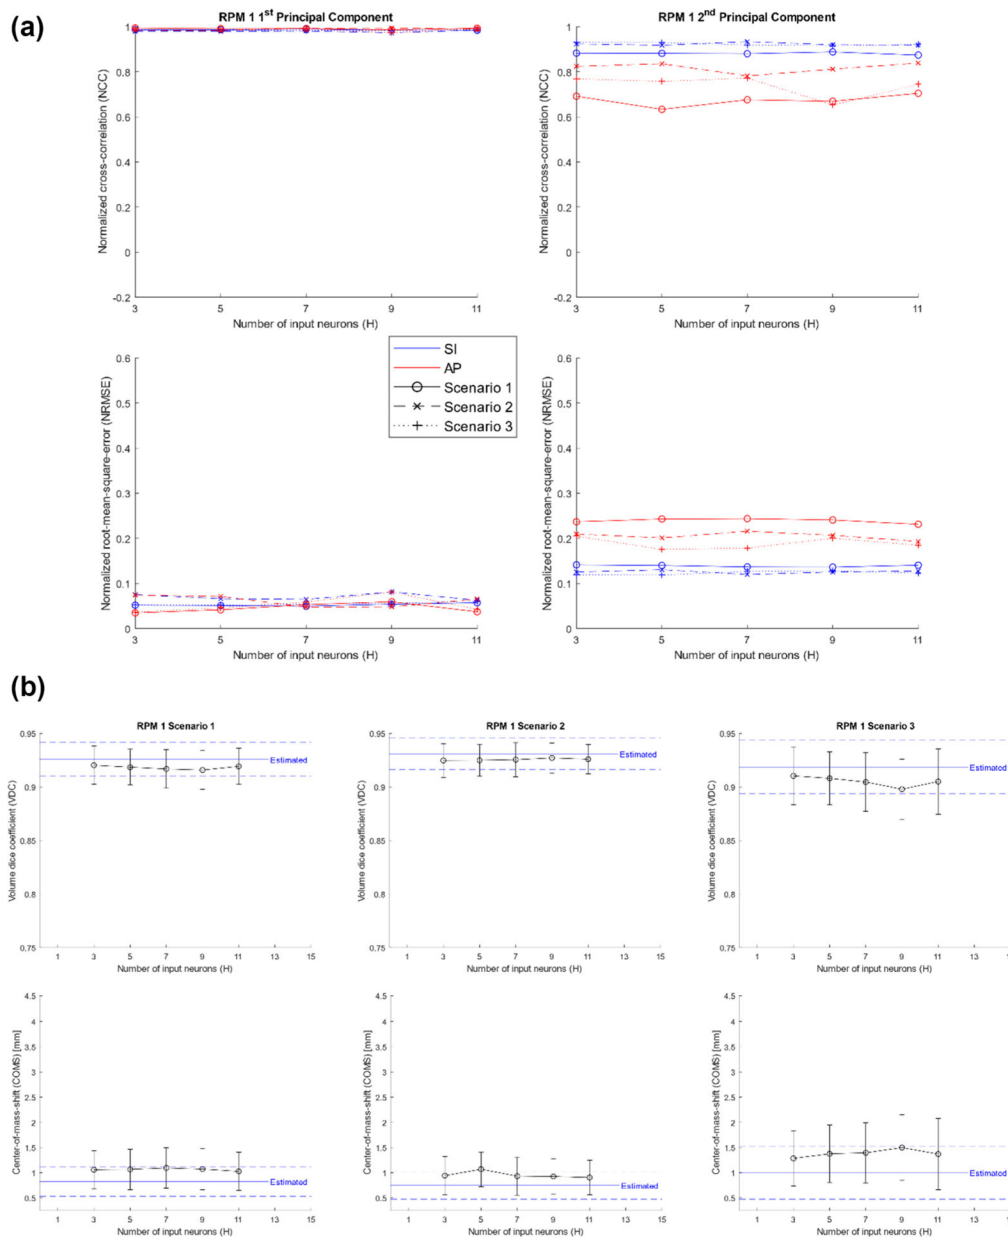 (a)
RPM 1 1st Principal Component
RPM 1 2nd Principal Component
Normalized cross-correlation (NCC)
1
0.8
0.6
0.4
0.2
0
-0.2
3 5 7 9 11
Number of input neurons (H)
Normalized cross-correlation (NCC)
1
0.8
0.6
0.4
0.2
0
-0.2
3 5 7 9 11
Number of input neurons (H)
SI
AP
Scenario 1
Scenario 2
Scenario 3
Normalized root-mean-square-error (NRMSE)
0.6
0.5
0.4
0.3
0.2
0.1
0
3 5 7 9 11
Number of input neurons (H)
Normalized root-mean-square-error (NRMSE)
0.6
0.5
0.4
0.3
0.2
0.1
0
3 5 7 9 11
Number of input neurons (H)
(b)
RPM 1 Scenario 1
Volume dice coefficient (VDC)
0.95
0.9
0.85
0.8
0.75
Estimated
1 3 5 7 9 11 13 15
Number of input neurons (H)
RPM 1 Scenario 2
Volume dice coefficient (VDC)
0.95
0.9
0.85
0.8
0.75
Estimated
1 3 5 7 9 11 13 15
Number of input neurons (H)
RPM 1 Scenario 3
Volume dice coefficient (VDC)
0.95
0.9
0.85
0.8
0.75
Estimated
1 3 5 7 9 11 13
Number of input neurons (H)
Center-of-mass-shift (COMS) [mm]
4.5
4
3.5
3
2.5
2
1.5
1
0.5
Estimated
1 3 5 7 9 11 13 15
Number of input neurons (H)
Center-of-mass-shift (COMS) [mm]
4.5
4
3.5
3
2.5
2
1.5
1
0.5
Estimated
1 3 5 7 9 11 13 15
Number of input neurons (H)
Center-of-mass-shift (COMS) [mm]
4.5
4
3.5
3
2.5
2
1.5
1
0.5
Estimated
1 3 5 7 9 11 13
Number of input neurons (H)